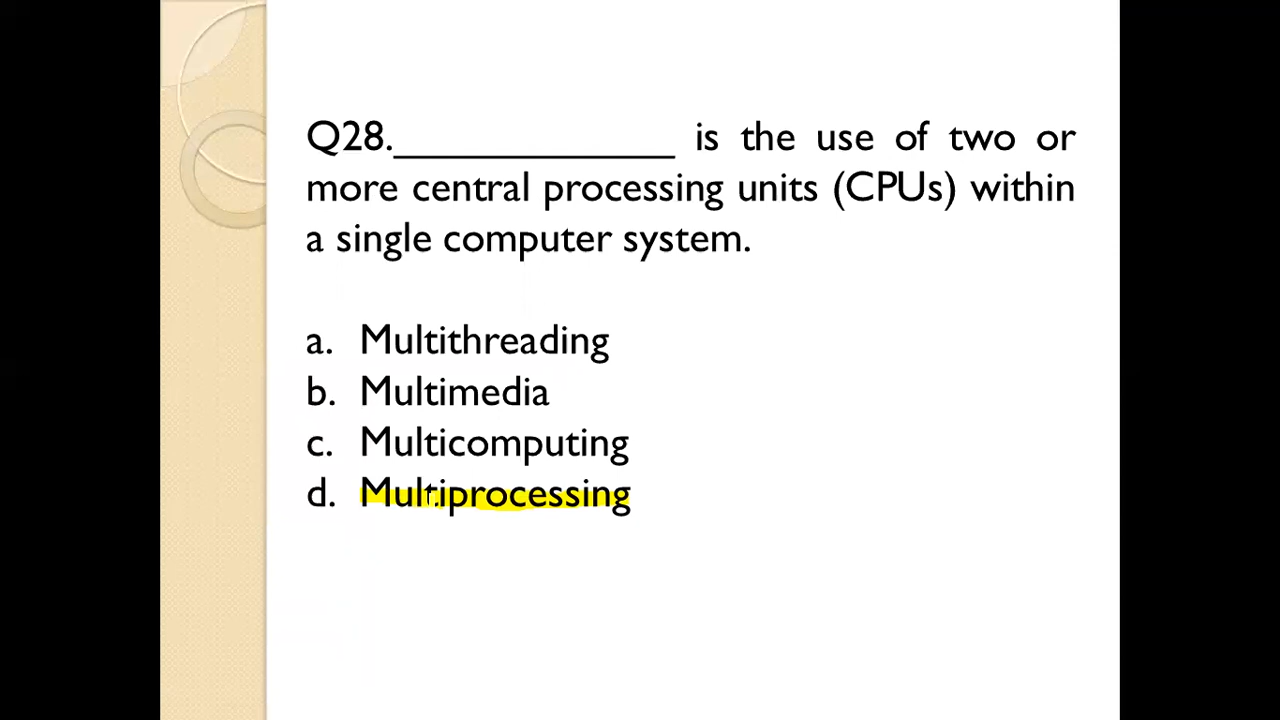 Q28._____________ is the use of two or
more central processing units (CPUs) within
a single computer system.
a. Multithreading
b. Multimedia
c. Multicomputing
d. Multiprocessing